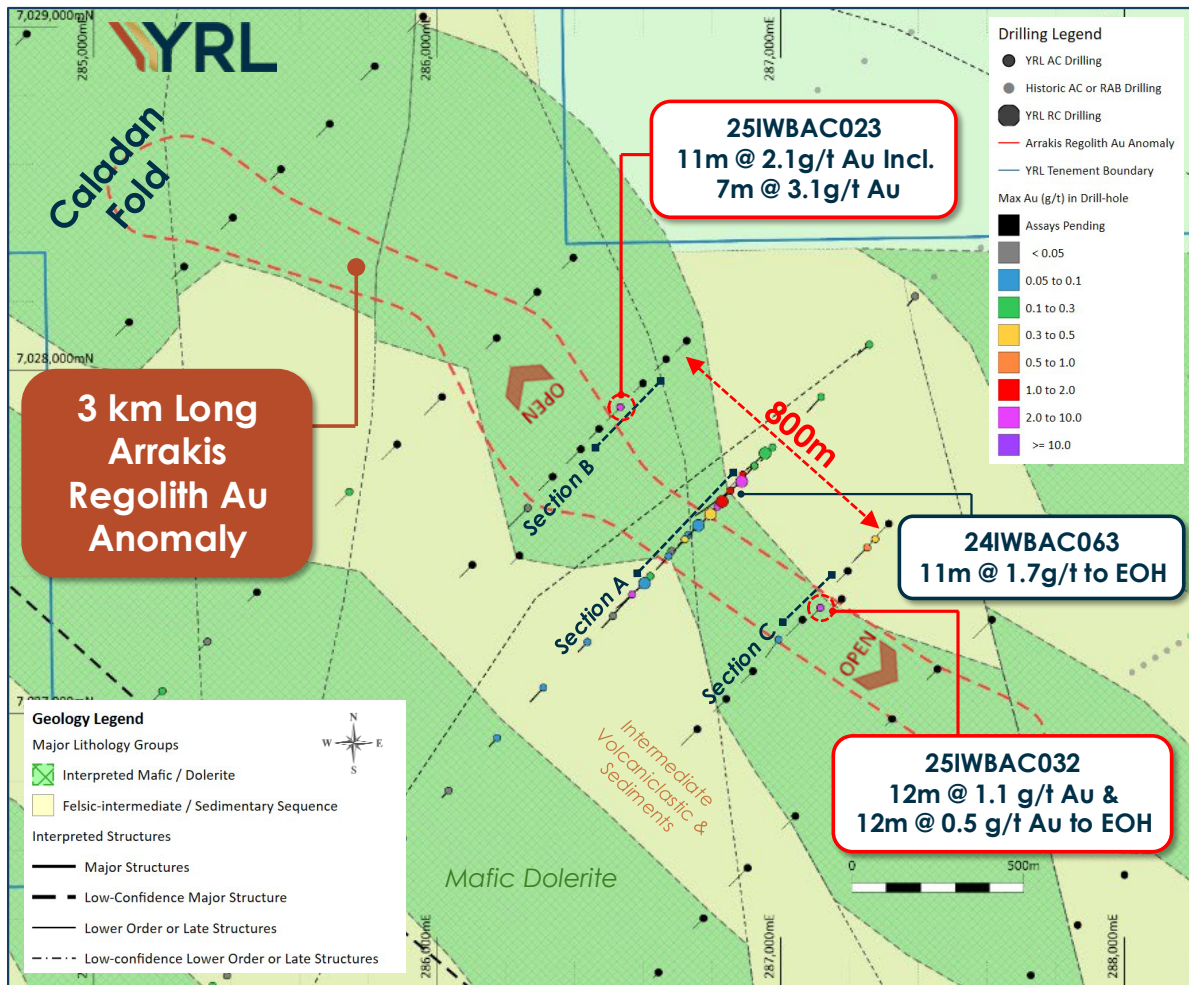 7,029,000mN
285,000mE
286,000mE
287,000mE
YRL
Caladan
Fold
25IWBAC023
11m @ 2.1g/t Au Incl.
7m @ 3.1g/t Au
Drilling Legend
YRL AC Drilling
Historic AC or RAB Drilling
YRL RC Drilling
Arrakis Regolith Au Anomaly
YRL Tenement Boundary
Max Au (g/t) in Drill-hole
Assays Pending
< 0.05
0.05 to 0.1
0.1 to 0.3
0.3 to 0.5
0.5 to 1.0
1.0 to 2.0
2.0 to 10.0
>= 10.0
7,028,000mN
OPEN
3 km Long
Arrakis
Regolith Au
Anomaly
800m
Section B
Section A
Section C
24IWBAC063
11m @ 1.7g/t to EOH
OPEN
25IWBAC032
12m @ 1.1 g/t Au &
12m @ 0.5 g/t Au to EOH
Intermediate
Volcaniclastic &
Sediments
Mafic Dolerite
0 500m
Geology Legend
N
W E
S
Major Lithology Groups
Interpreted Mafic / Dolerite
Felsic-intermediate / Sedimentary Sequence
Interpreted Structures
Major Structures
Low-Confidence Major Structure
Lower Order or Late Structures
Low-confidence Lower Order or Late Structures
286,000mE
287,000mE
288,000mE